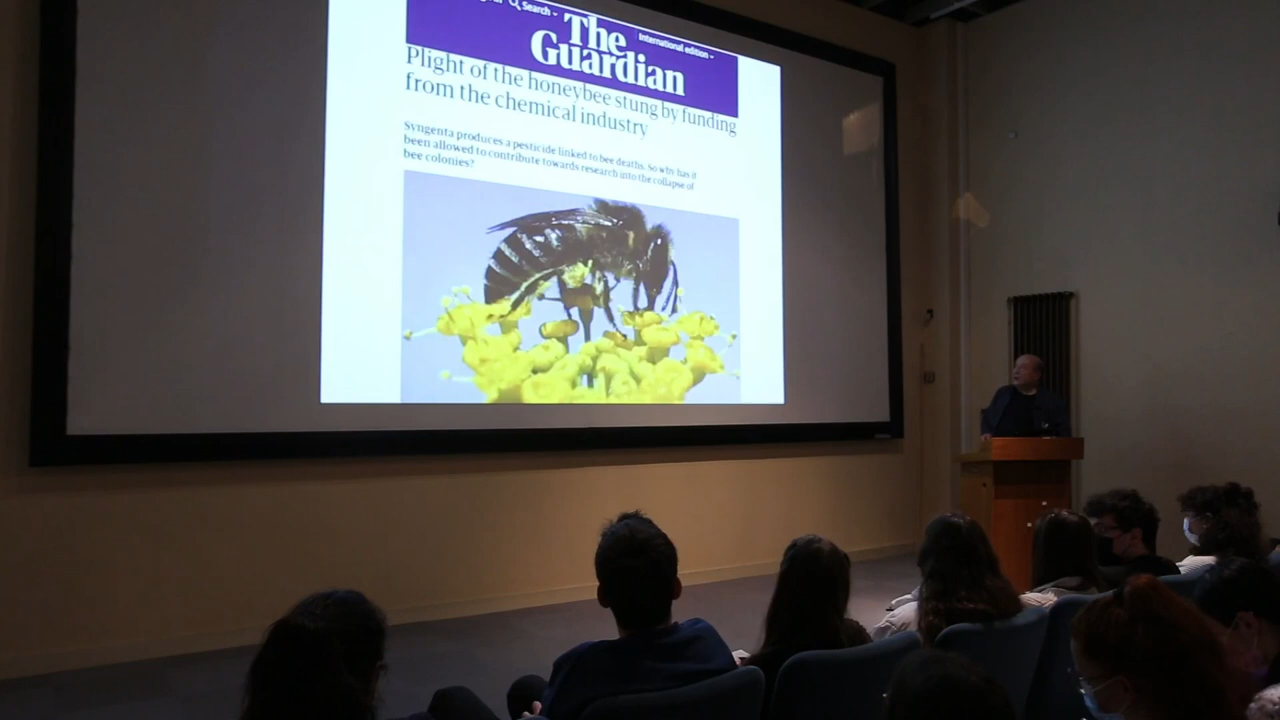 Search
International edition
The
Guardian
Plight of the honeybee stung by funding
from the chemical industry
Syngenta produces a pesticide linked to bee deaths. So why has it
been allowed to contribute towards research into the collapse of
bee colonies?